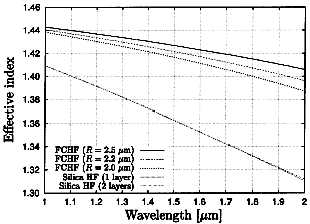 1.46
1.44
1.42
1.40
1.38
1.36
1.34
1.32
1.30
Effective index
FCHF (R = 2.5 μm)
FCHF (R = 2.2 μm)
FCHF (R = 2.0 μm)
Silica HF (1 layer)
Silica HF (2 layers)
1 1.1 1.2 1.3 1.4 1.5 1.6 1.7 1.8 1.9 2
Wavelength [μm]